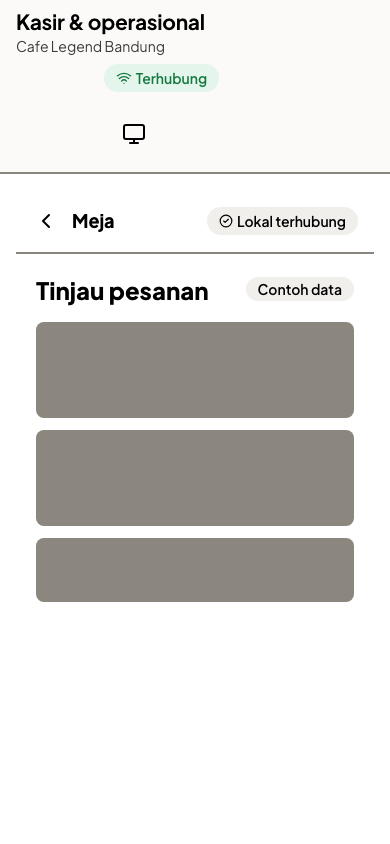 Kasir & operasional
Cafe Legend Bandung
Terhubung
Meja
Lokal terhubung
Tinjau pesanan
Contoh data